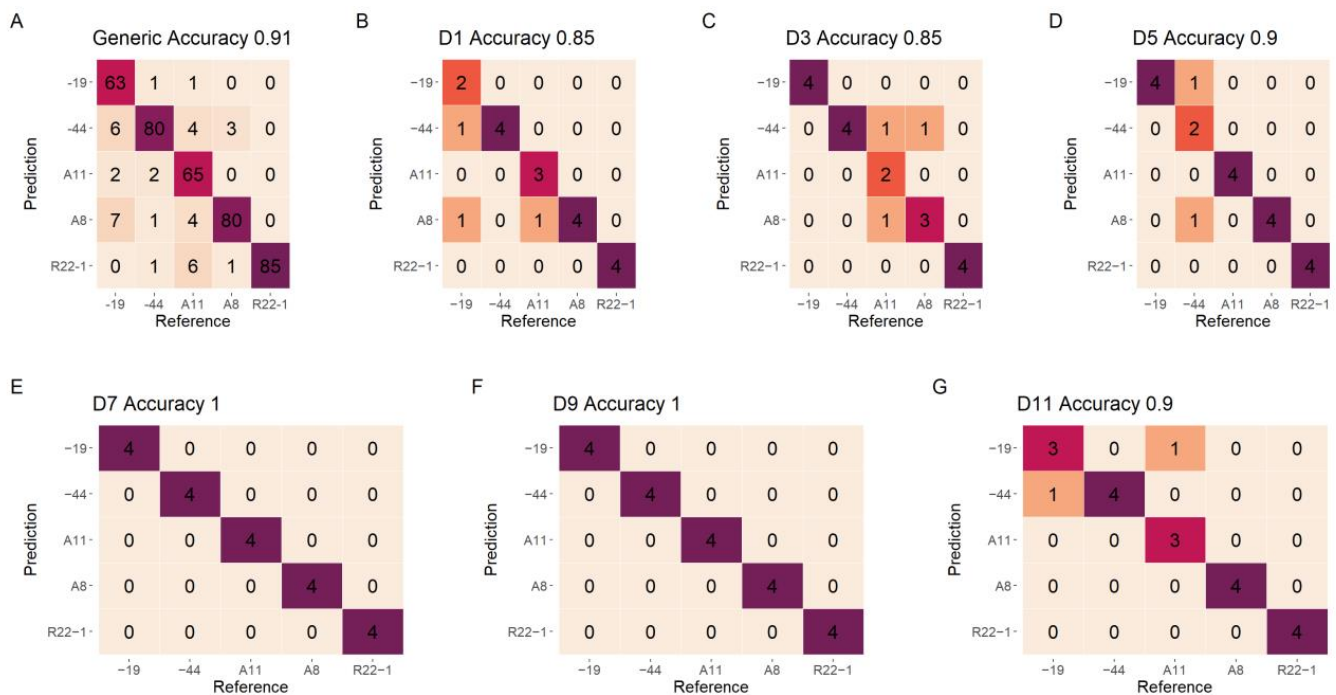 A
Generic Accuracy 0.91
Prediction
-19
63 1 1 0 0
-44
6 80 4 3 0
A11
2 2 65 0 0
A8
7 1 4 80 0
R22-1
0 1 6 1 85
-19 -44 A11 A8 R22-1
Reference
B
D1 Accuracy 0.85
Prediction
-19
2 0 0 0 0
-44
1 4 0 0 0
A11
0 0 3 0 0
A8
1 0 1 4 0
R22-1
0 0 0 0 4
-19 -44 A11 A8 R22-1
Reference
C
D3 Accuracy 0.85
Prediction
-19
4 0 0 0 0
-44
0 4 1 1 0
A11
0 0 2 0 0
A8
0 0 1 3 0
R22-1
0 0 0 0 4
-19 -44 A11 A8 R22-1
Reference
D
D5 Accuracy 0.9
Prediction
-19
4 1 0 0 0
-44
0 2 0 0 0
A11
0 0 4 0 0
A8
0 1 0 4 0
R22-1
0 0 0 0 4
-19 -44 A11 A8 R22-1
Reference
E
D7 Accuracy 1
Prediction
-19
4 0 0 0 0
-44
0 4 0 0 0
A11
0 0 4 0 0
A8
0 0 0 4 0
R22-1
0 0 0 0 4
-19 -44 A11 A8 R22-1
Reference
F
D9 Accuracy 1
Prediction
-19
4 0 0 0 0
-44
0 4 0 0 0
A11
0 0 4 0 0
A8
0 0 0 4 0
R22-1
0 0 0 0 4
-19 -44 A11 A8 R22-1
Reference
G
D11 Accuracy 0.9
Prediction
-19
3 0 1 0 0
-44
1 4 0 0 0
A11
0 0 3 0 0
A8
0 0 0 4 0
R22-1
0 0 0 0 4
-19 -44 A11 A8 R22-1
Reference